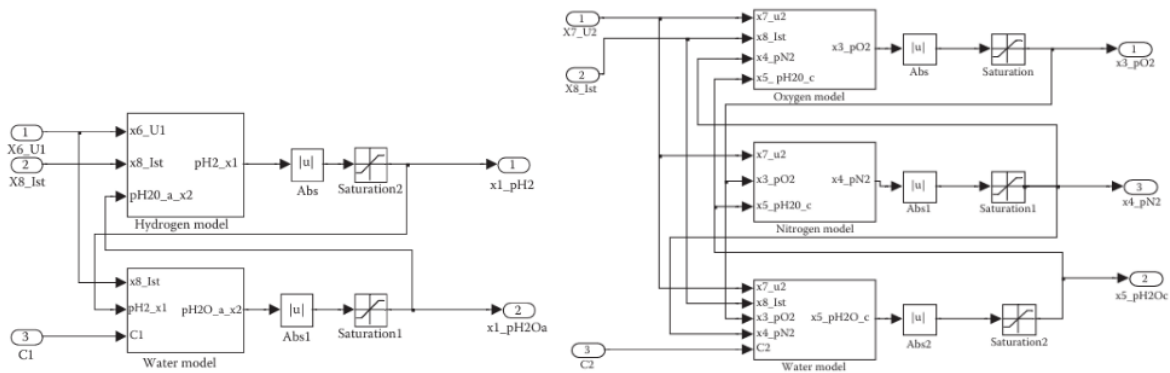 1
X6_U1
2
X8_Ist
x6_U1
x8_Ist
pH20_a_x2
pH2_x1
Hydrogen model
|u|
Abs
Saturation2
1
x1_pH2
x8_Ist
pH2_x1
C1
pH2O_a_x2
Water model
3
C1
|u|
Abs1
Saturation1
2
x1_pH2Oa
1
X7_U2
2
X8_Ist
x7_u2
x8_Ist
x4_pN2
x5_ pH20_c
x3_pO2
Oxygen model
|u|
Abs
Saturation
1
x3_pO2
x7_u2
x3_pO2
x5_pH20_c
x4_pN2
Nitrogen model
|u|
Abs1
Saturation1
3
x4_pN2
x7_u2
x8_Ist
x3_pO2
x4_pN2
C2
x5_pH2O_c
Water model
3
C2
|u|
Abs2
Saturation2
2
x5_pH2Oc